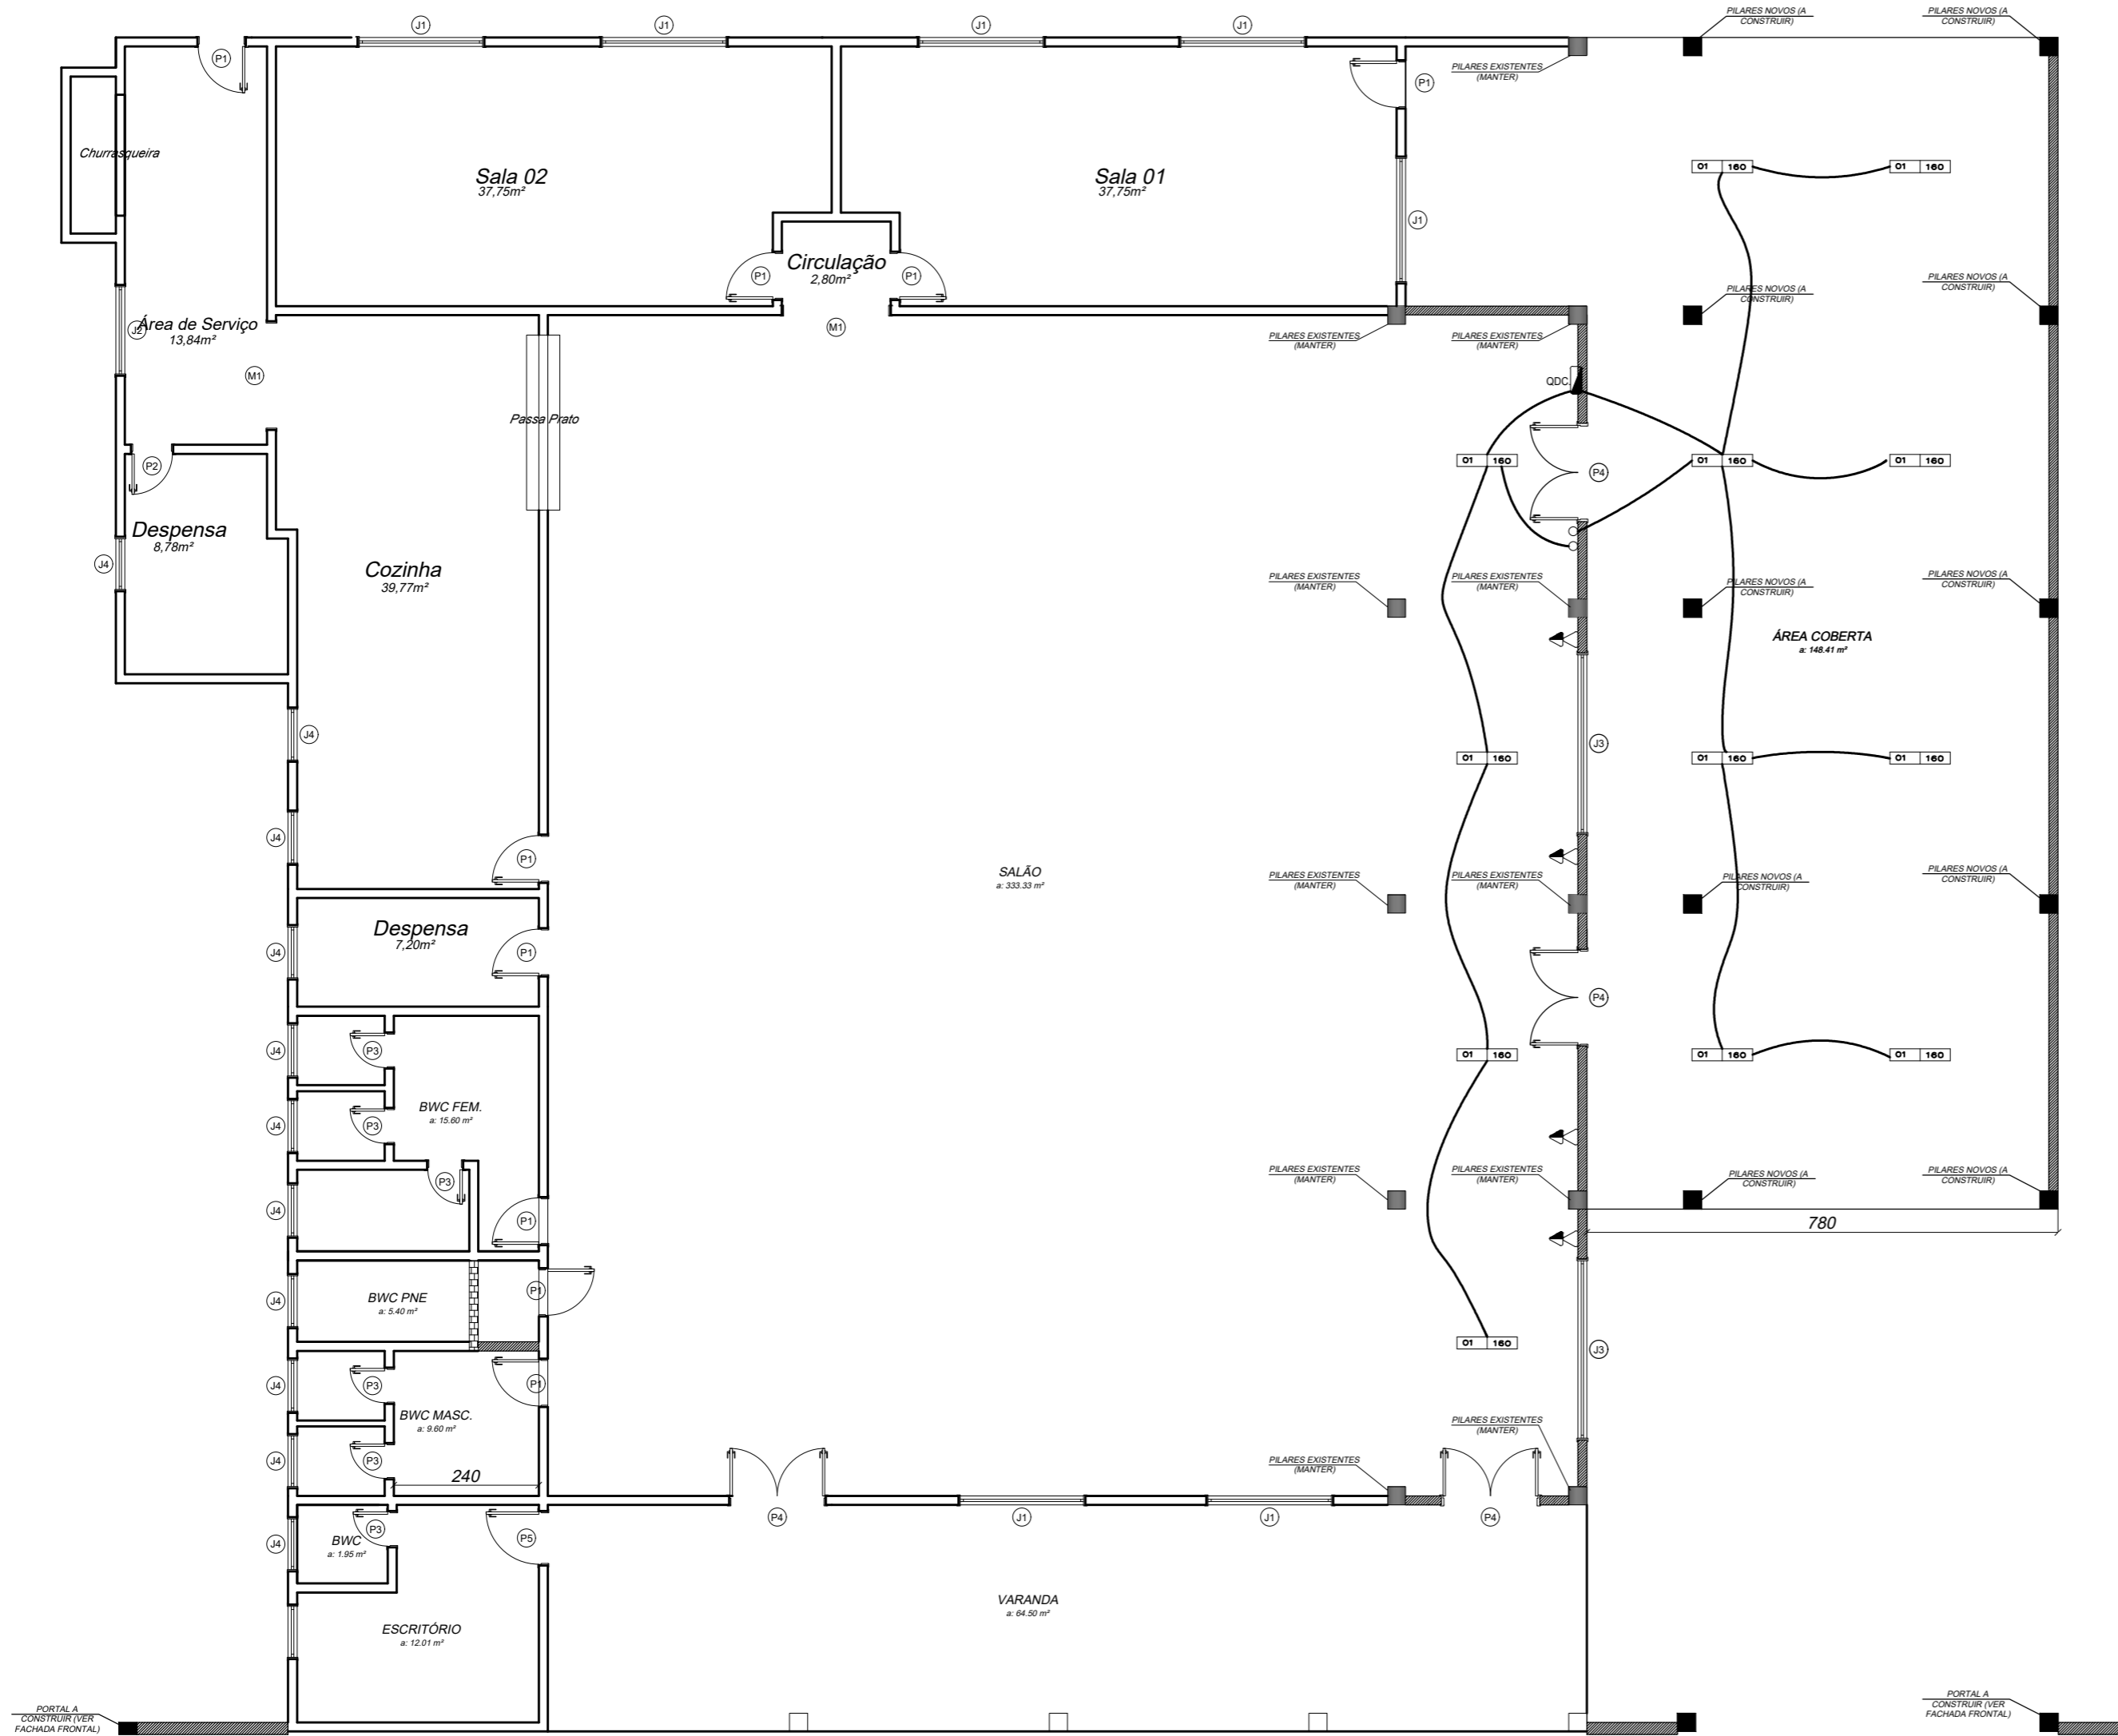 PILARES NOVOS (A
CONSTRUIR)
PILARES NOVOS (A
CONSTRUIR)
J1
J1
J1
J1
P1
PILARES EXISTENTES
(MANTER)
P1
Churrasqueira
Sala 02
37,75m²
Sala 01
37,75m²
01 160
01 160
J1
Circulação
2,80m²
P1
P1
PILARES NOVOS (A
CONSTRUIR)
PILARES NOVOS (A
CONSTRUIR)
J2
Área de Serviço
13,84m²
M1
PILARES EXISTENTES
(MANTER)
PILARES EXISTENTES
(MANTER)
M1
QDC.
Passa Prato
P2
01 160
P4
01 160
01 160
Despensa
8,78m²
J4
Cozinha
39,77m²
PILARES EXISTENTES
(MANTER)
PILARES EXISTENTES
(MANTER)
PILARES NOVOS (A
CONSTRUIR)
PILARES NOVOS (A
CONSTRUIR)
ÁREA COBERTA
a: 148.41 m²
J4
J3
01 160
01 160
01 160
J4
P1
SALÃO
a: 333.33 m²
PILARES EXISTENTES
(MANTER)
PILARES EXISTENTES
(MANTER)
PILARES NOVOS (A
CONSTRUIR)
PILARES NOVOS (A
CONSTRUIR)
Despensa
7,20m²
J4
P1
P4
J4
P3
01 160
01 160
01 160
BWC FEM.
a: 15.60 m²
J4
P3
P3
J4
P1
PILARES EXISTENTES
(MANTER)
PILARES EXISTENTES
(MANTER)
PILARES NOVOS (A
CONSTRUIR)
PILARES NOVOS (A
CONSTRUIR)
780
J4
BWC PNE
a: 5.40 m²
P1
01 160
J3
J4
P3
P1
BWC MASC.
a: 9.60 m²
PILARES EXISTENTES
(MANTER)
J4
P3
240
PILARES EXISTENTES
(MANTER)
P4
J1
J1
P4
J4
BWC
a: 1.95 m²
P3
P5
VARANDA
a: 64.50 m²
ESCRITÓRIO
a: 12.01 m²
PORTAL A
CONSTRUIR (VER
FACHADA FRONTAL)
PORTAL A
CONSTRUIR (VER
FACHADA FRONTAL)